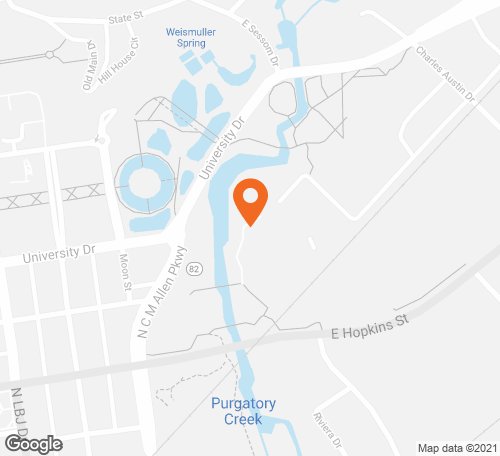 State St
Weismuller
Spring
E Sessom Dr
Old Main Dr
Hill House Cir
Charles Austin Dr
University Dr
University Dr
Moon St
N C M Allen Pkwy
82
E Hopkins St
N LBJ D
Purgatory
Creek
Riviera Dr
Google
Map data ©2021